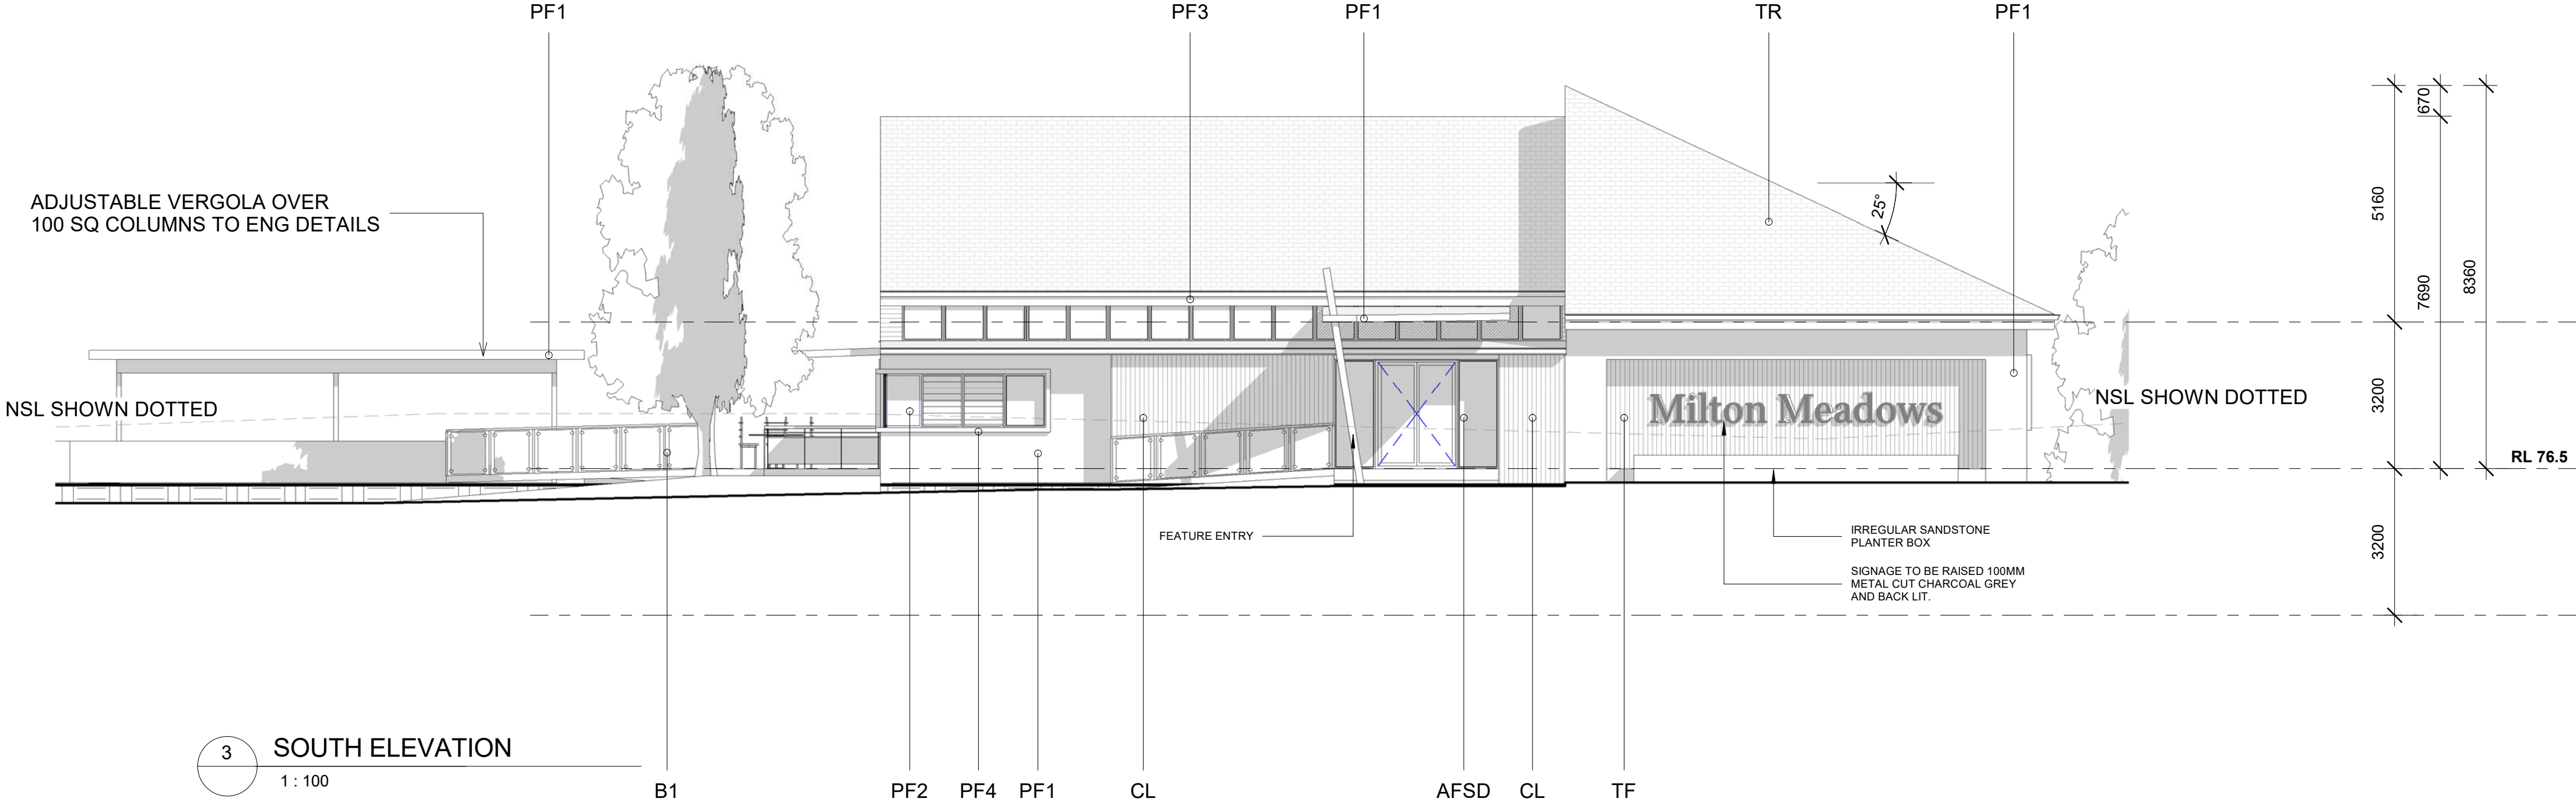 PF1
PF3
PF1
TR
PF1
670
5160
25°
ADJUSTABLE VERGOLA OVER
100 SQ COLUMNS TO ENG DETAILS
7690
8360
3200
NSL SHOWN DOTTED
Milton Meadows
NSL SHOWN DOTTED
RL 76.5
FEATURE ENTRY
IRREGULAR SANDSTONE
PLANTER BOX
3200
SIGNAGE TO BE RAISED 100MM
METAL CUT CHARCOAL GREY
AND BACK LIT.
3
SOUTH ELEVATION
1 : 100
B1
PF2
PF4
PF1
CL
AFSD
CL
TF